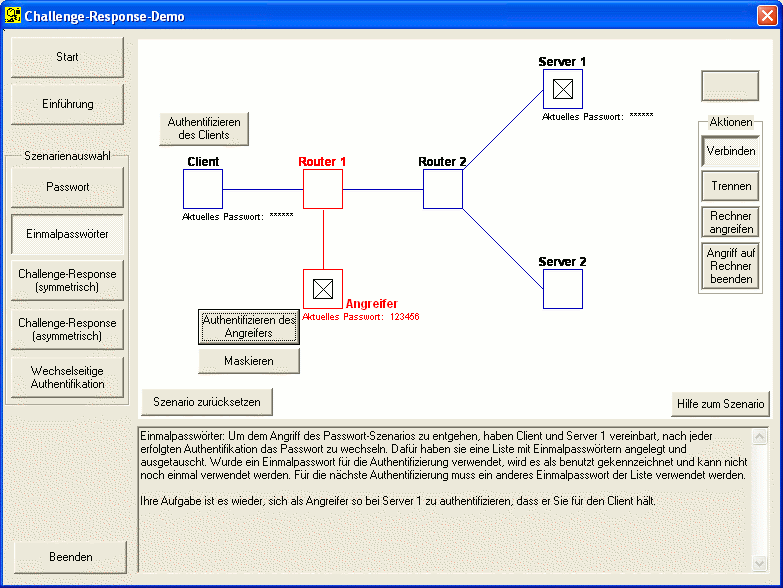 Challenge-Response-Demo
Start
Einführung
Szenarienauswahl
Passwort
Einmalpasswörter
Challenge-Response
(symmetrisch)
Challenge-Response
(asymmetrisch)
Wechselseitige
Authentifikation
Beenden
Authentifizieren
des Clients
Client
Aktuelles Passwort: ******
Router 1
Router 2
Server 1
Aktuelles Passwort: ******
Server 2
Angreifer
Aktuelles Passwort: 123456
Authentifizieren des
Angreifers
Maskieren
Szenario zurücksetzen
Hilfe zum Szenario
Aktionen
Verbinden
Trennen
Rechner
angreifen
Angriff auf
Rechner
beenden
Einmalpasswörter: Um dem Angriff des Passwort-Szenarios zu entgehen, haben Client und Server 1 vereinbart, nach jeder
erfolgten Authentifikation das Passwort zu wechseln. Dafür haben sie eine Liste mit Einmalpasswörtern angelegt und
ausgetauscht. Wurde ein Einmalpasswort für die Authentifizierung verwendet, wird es als benutzt gekennzeichnet und kann nicht
noch einmal verwendet werden. Für die nächste Authentifizierung muss ein anderes Einmalpasswort der Liste verwendet werden.
Ihre Aufgabe ist es wieder, sich als Angreifer so bei Server 1 zu authentifizieren, dass er Sie für den Client hält.